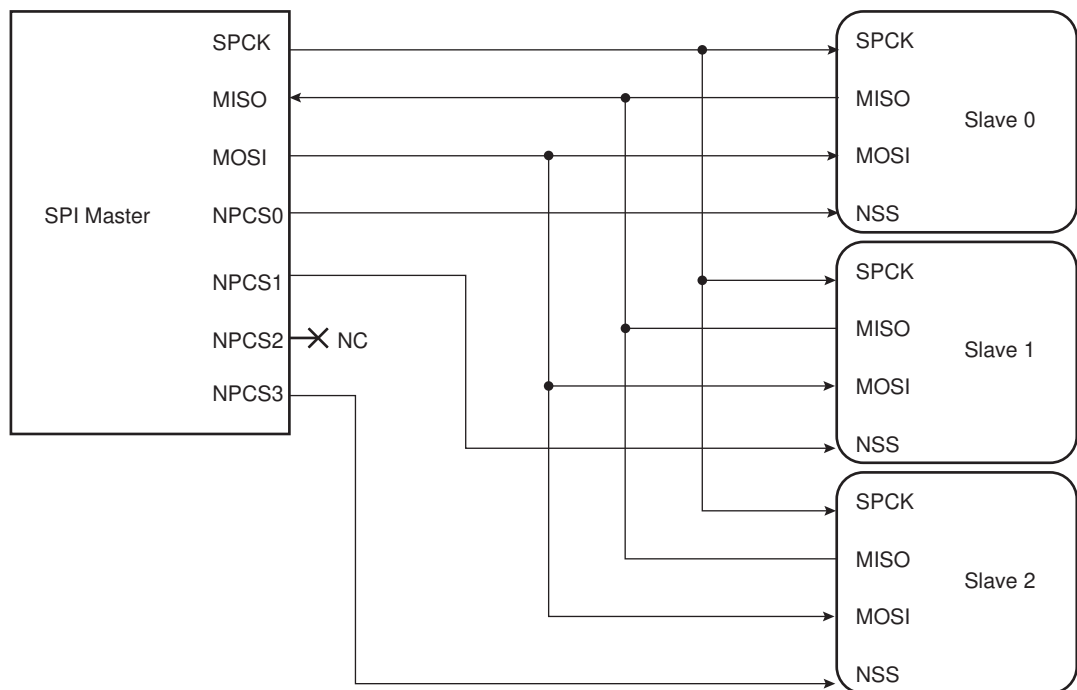 SPI Master
SPCK
MISO
MOSI
NPCS0
NPCS1
NPCS2
NC
NPCS3
SPCK
MISO
Slave 0
MOSI
NSS
SPCK
MISO
Slave 1
MOSI
NSS
SPCK
MISO
Slave 2
MOSI
NSS